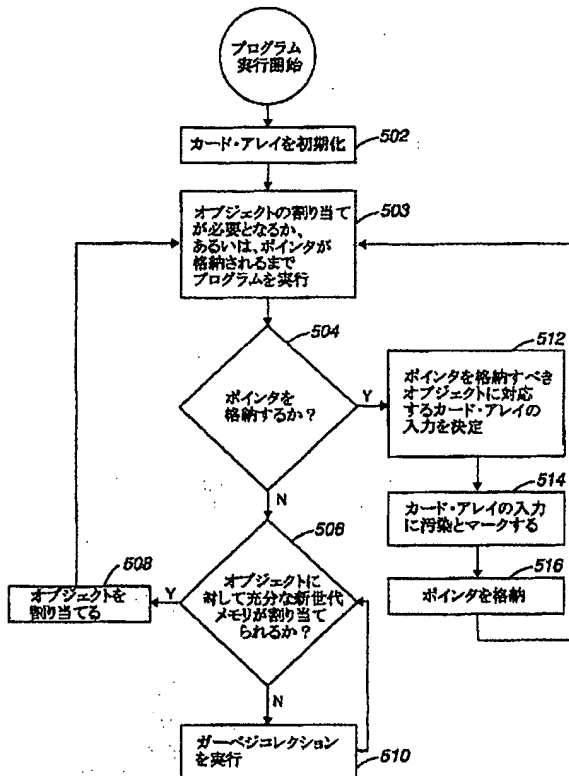 プログラム
実行開始
カード・アレイを初期化
502
オブジェクトの割り当て
が必要となるか、
あるいは、ポインタが
格納されるまで
プログラムを実行
503
504
ポインタを
格納するか?
Y
N
512
ポインタを格納すべき
オブジェクトに対応
するカード・アレイの
入力を決定
514
カード・アレイの入力
に汚染とマークする
516
ポインタを格納
506
オブジェクトに
対して充分な新世代
メモリが割り当て
られるか?
Y
N
508
オブジェクトを
割り当てる
ガーベジコレクション
を実行
510